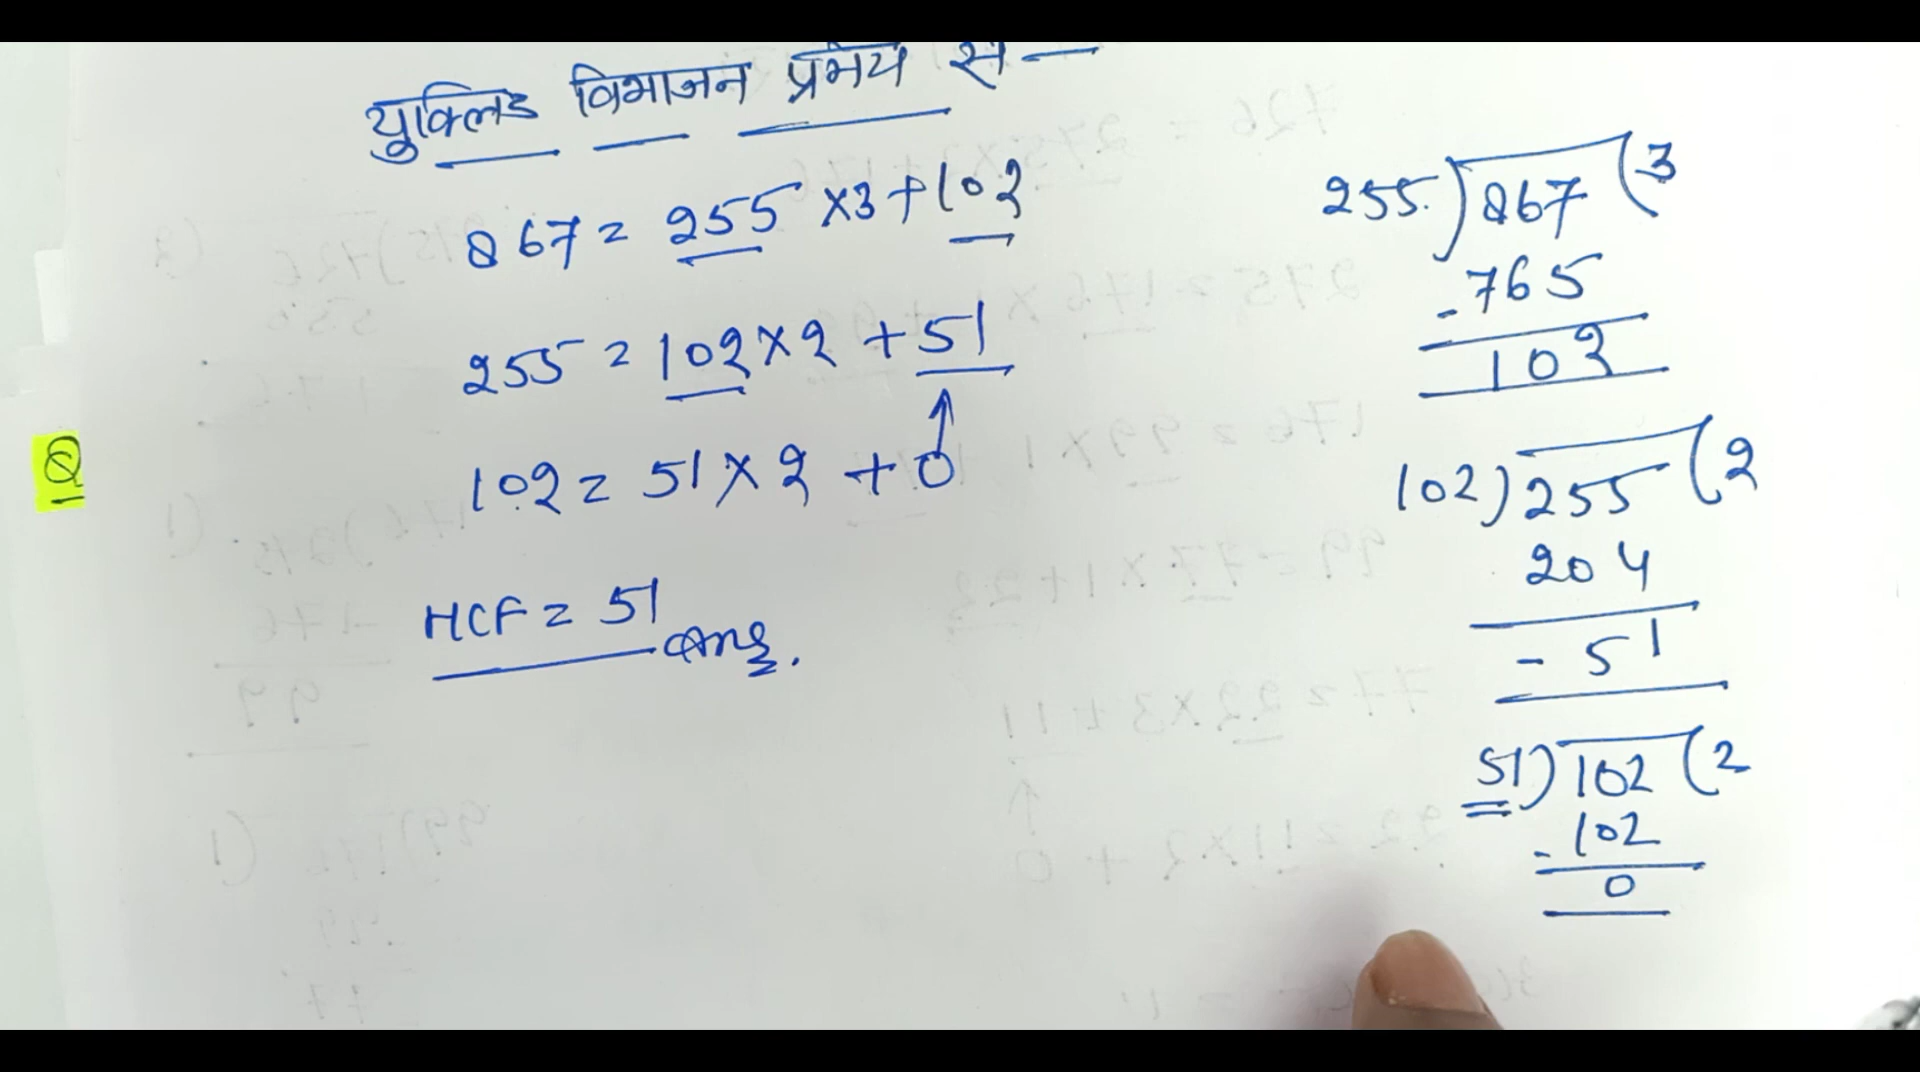 युक्लिड विभाजन प्रमेय से —
867 = 255 × 3 + 102
255 = 102 × 2 + 51
102 = 51 × 2 + 0
HCF = 51 Ans.
Q
255) 867 (3
- 765
102
102) 255 (2
204
- 51
51) 102 (2
- 102
0